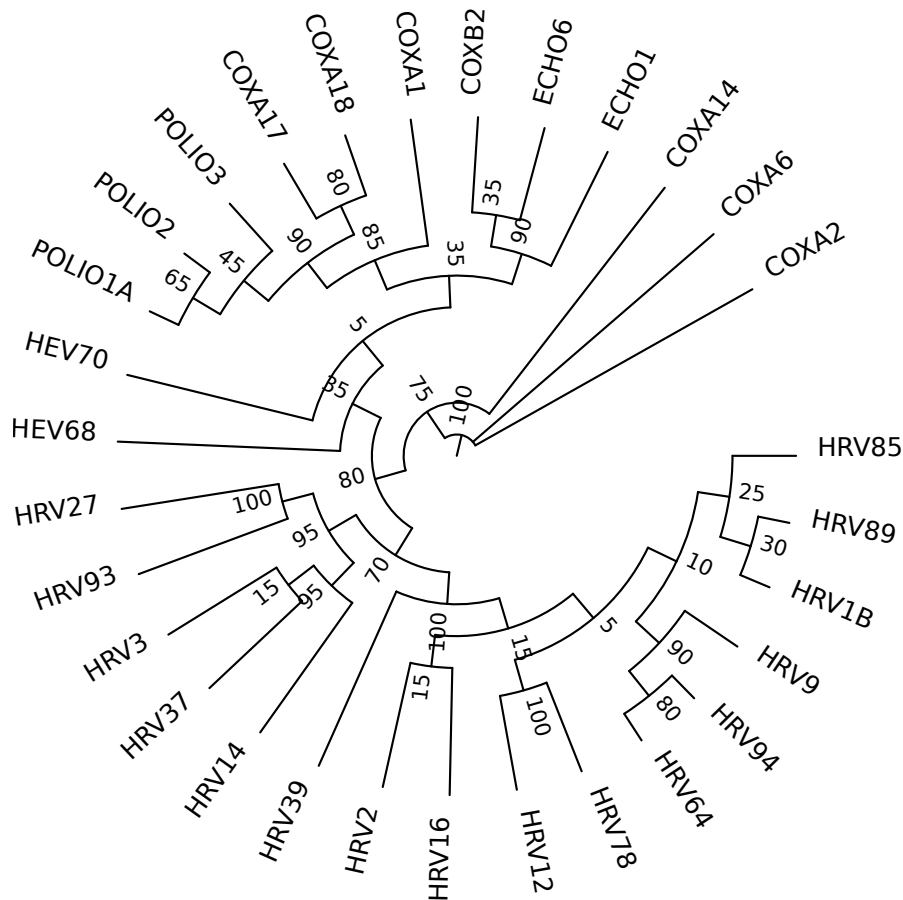 COXB2
ECHO6
COXA18
COXA1
ECHO1
COXA17
COXA14
POLIO3
COXA6
POLIO2
COXA2
POLIO1A
80
35
90
85
90
45
35
65
5
HEV70
75
100
35
HEV68
HRV85
80
25
HRV27
100
HRV89
95
30
70
10
HRV93
HRV1B
15
95
5
100
15
90
HRV3
HRV9
15
80
100
HRV37
HRV94
HRV14
HRV64
HRV39
HRV78
HRV2
HRV16
HRV12